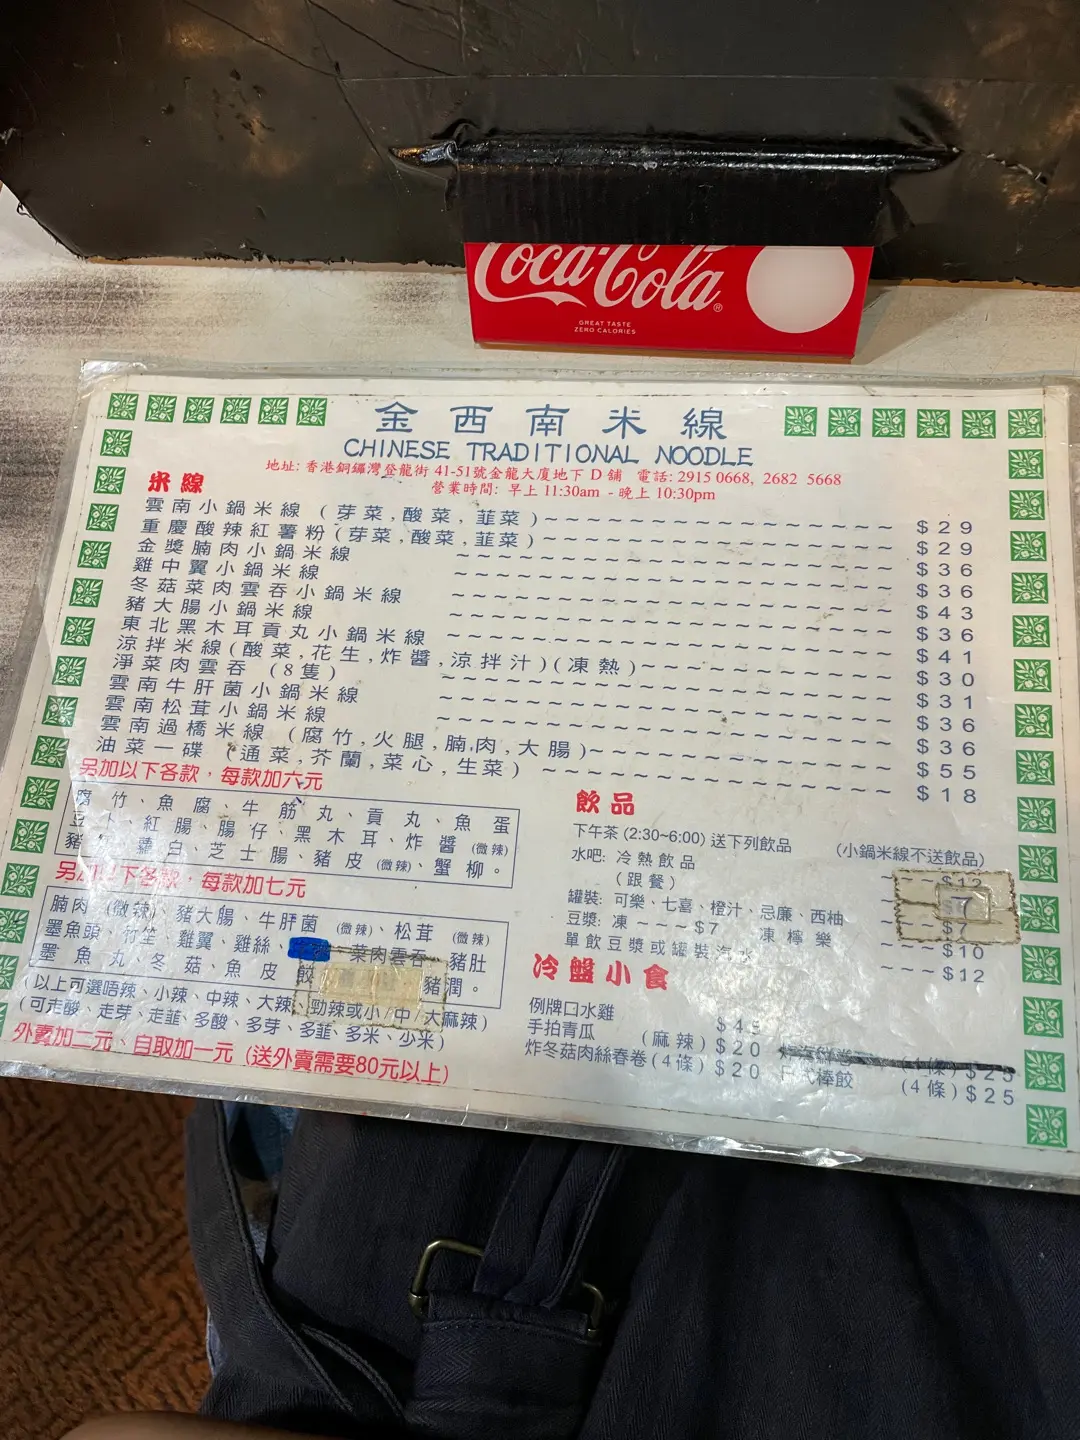 Coca-Cola®
GREAT TASTE
ZERO CALORIES
金西南米線
CHINESE TRADITIONAL NOODLE
地址: 香港銅鑼灣登龍街 41-51號金龍大廈地下 D 舖 電話: 2915 0668, 2682 5668
營業時間: 早上 11:30am - 晚上 10:30pm
米線
雲南小鍋米線 (芽菜,酸菜,韮菜)~~~~~~~~~~~~~~~~ $29
重慶酸辣紅薯粉(芽菜,酸菜,韮菜)~~~~~~~~~~~~~~~~ $29
金獎腩肉小鍋米線 ~~~~~~~~~~~~~~~~~~~~ $36
雞中翼小鍋米線 ~~~~~~~~~~~~~~~~~~~~ $36
冬菇菜肉雲吞小鍋米線 ~~~~~~~~~~~~~~~~~~~~ $43
豬大腸小鍋米線 ~~~~~~~~~~~~~~~~~~~~ $36
東北黑木耳貢丸小鍋米線 ~~~~~~~~~~~~~~~~~~~~ $41
涼拌米線(酸菜,花生,炸醬,涼拌汁)(凍熱)~~~~~~~~~~~~ $30
淨菜肉雲吞 (8隻) ~~~~~~~~~~~~~~~~~~~~ $31
雲南牛肝菌小鍋米線 ~~~~~~~~~~~~~~~~~~~~ $36
雲南松茸小鍋米線 ~~~~~~~~~~~~~~~~~~~~ $36
雲南過橋米線 (腐竹,火腿,腩肉,大腸)~~~~~~~~~~~~~~ $55
油菜一碟 (通菜,芥蘭,菜心,生菜) ~~~~~~~~~~~~~~~~ $18
另加以下各款，每款加六元
腐竹、魚腐、牛筋丸、貢丸、魚蛋
豆卜、紅腸、腸仔、黑木耳、炸醬 (微辣)
豬 蘿白、芝士腸、豬皮 (微辣)、蟹柳。
另加以下各款，每款加七元
腩肉 (微辣)、豬大腸、牛肝菌 (微辣)、松茸 (微辣)
墨魚頭、竹笙、雞翼、雞絲、 菜肉雲吞、豬肚
墨魚丸、冬菇、魚皮餃 豬潤。
(以上可選唔辣、小辣、中辣、大辣、勁辣或小/中/大麻辣)
(可走酸、走芽、走韮、多酸、多芽、多韮、多米、少米)
外賣加二元、自取加一元 (送外賣需要80元以上)
飲品
下午茶 (2:30~6:00) 送下列飲品 (小鍋米線不送飲品)
水吧: 冷熱飲品 ~~~$12
(跟餐) 7
罐裝: 可樂、七喜、橙汁、忌廉、西柚 ~~~$7
豆漿: 凍~~~~$7 凍檸樂 ~~~$10
單飲豆漿或罐裝汽水 ~~~$12
冷盤小食
例牌口水雞
手拍青瓜 (麻辣) $20
炸冬菇肉絲春卷(4條) $20
棒餃 (4條)$25